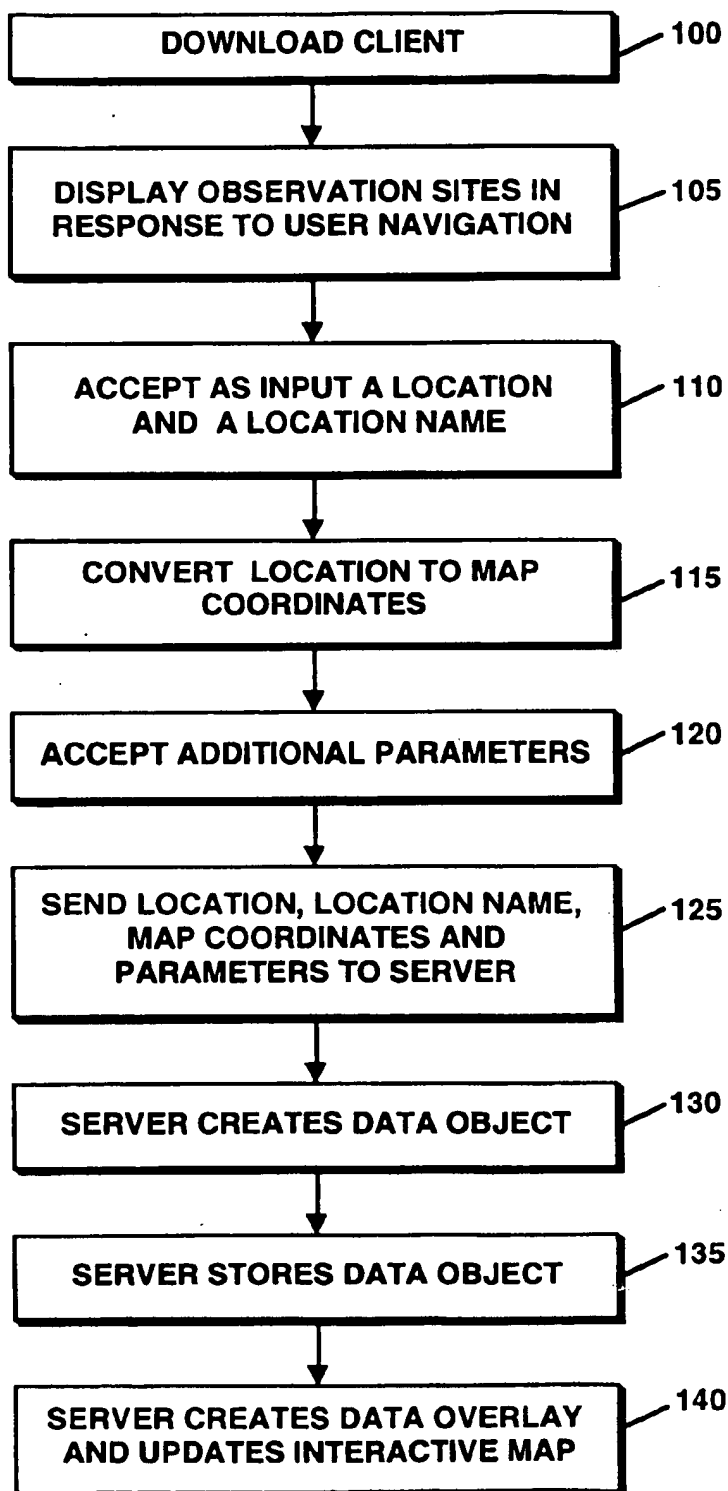 DOWNLOAD CLIENT
100
DISPLAY OBSERVATION SITES IN
RESPONSE TO USER NAVIGATION
105
ACCEPT AS INPUT A LOCATION
AND A LOCATION NAME
110
CONVERT LOCATION TO MAP
COORDINATES
115
ACCEPT ADDITIONAL PARAMETERS
120
SEND LOCATION, LOCATION NAME,
MAP COORDINATES AND
PARAMETERS TO SERVER
125
SERVER CREATES DATA OBJECT
130
SERVER STORES DATA OBJECT
135
SERVER CREATES DATA OVERLAY
AND UPDATES INTERACTIVE MAP
140